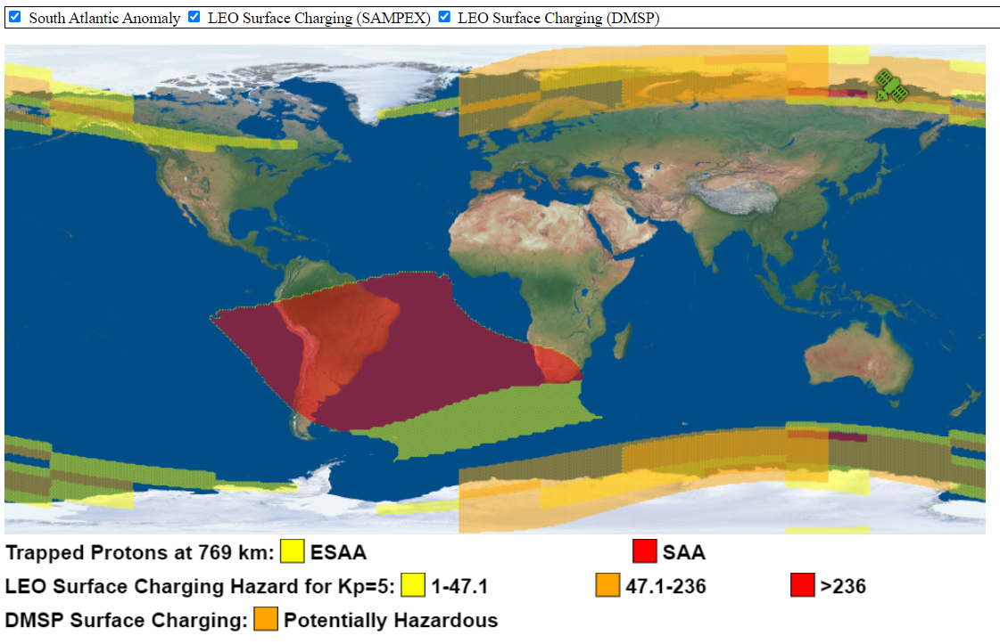 South Atlantic Anomaly LEO Surface Charging (SAMPEX) LEO Surface Charging (DMSP)
Trapped Protons at 769 km: ESAA SAA
LEO Surface Charging Hazard for Kp=5: 1-47.1 47.1-236 >236
DMSP Surface Charging: Potentially Hazardous